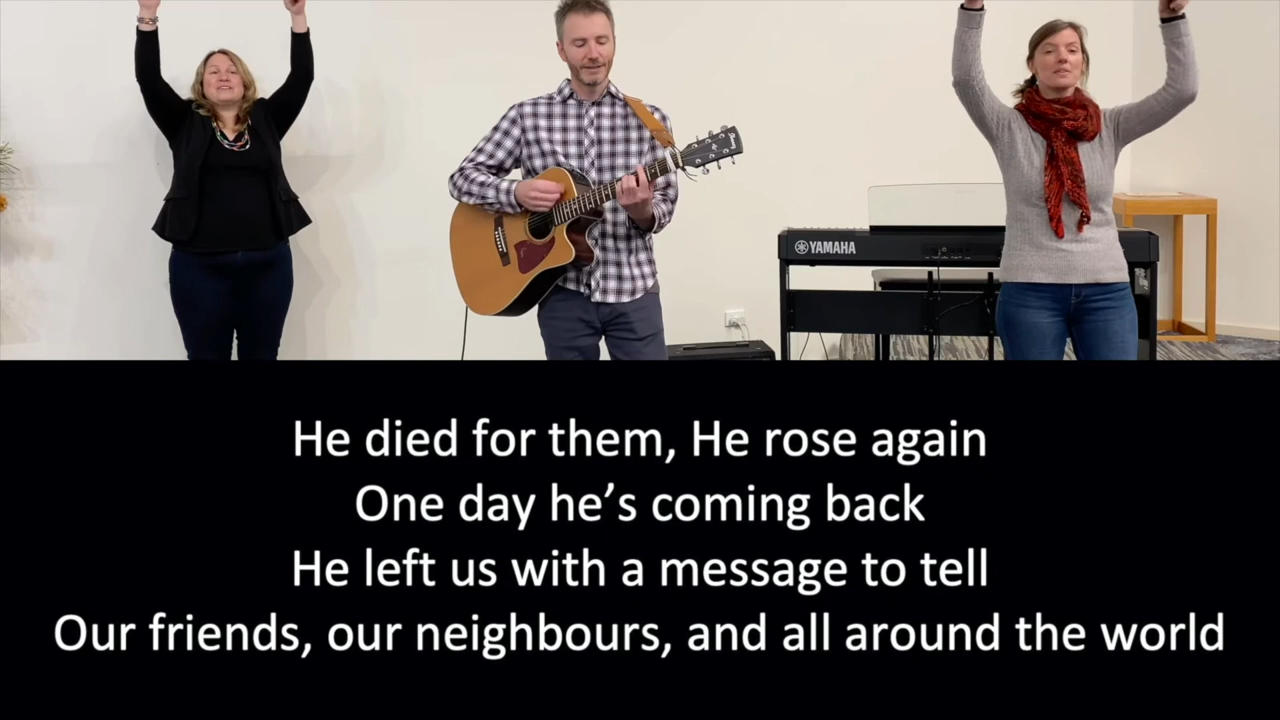 YAMAHA
He died for them, He rose again
One day he’s coming back
He left us with a message to tell
Our friends, our neighbours, and all around the world